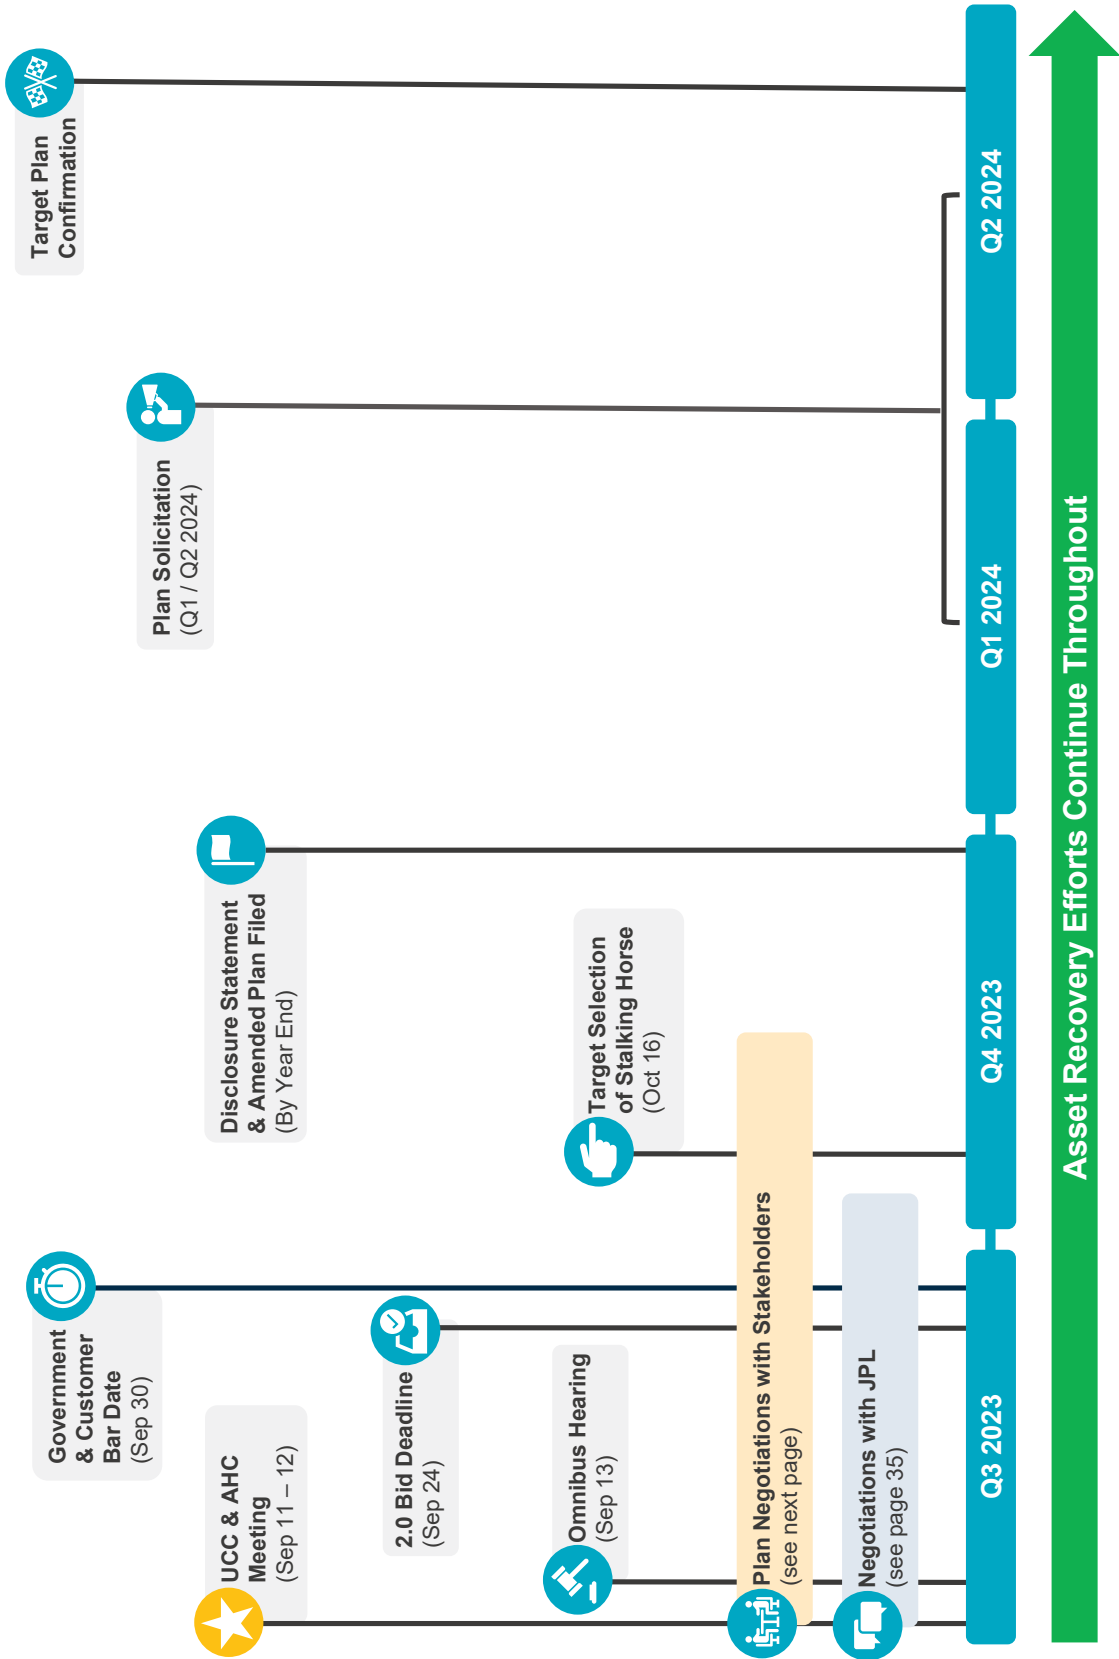 Government
& Customer
Bar Date
(Sep 30)
UCC & AHC
Meeting
(Sep 11 – 12)
2.0 Bid Deadline
(Sep 24)
Omnibus Hearing
(Sep 13)
Plan Negotiations with Stakeholders
(see next page)
Negotiations with JPL
(see page 35)
Target Selection
of Stalking Horse
(Oct 16)
Disclosure Statement
& Amended Plan Filed
(By Year End)
Plan Solicitation
(Q1 / Q2 2024)
Target Plan
Confirmation
Q3 2023
Q4 2023
Q1 2024
Q2 2024
Asset Recovery Efforts Continue Throughout